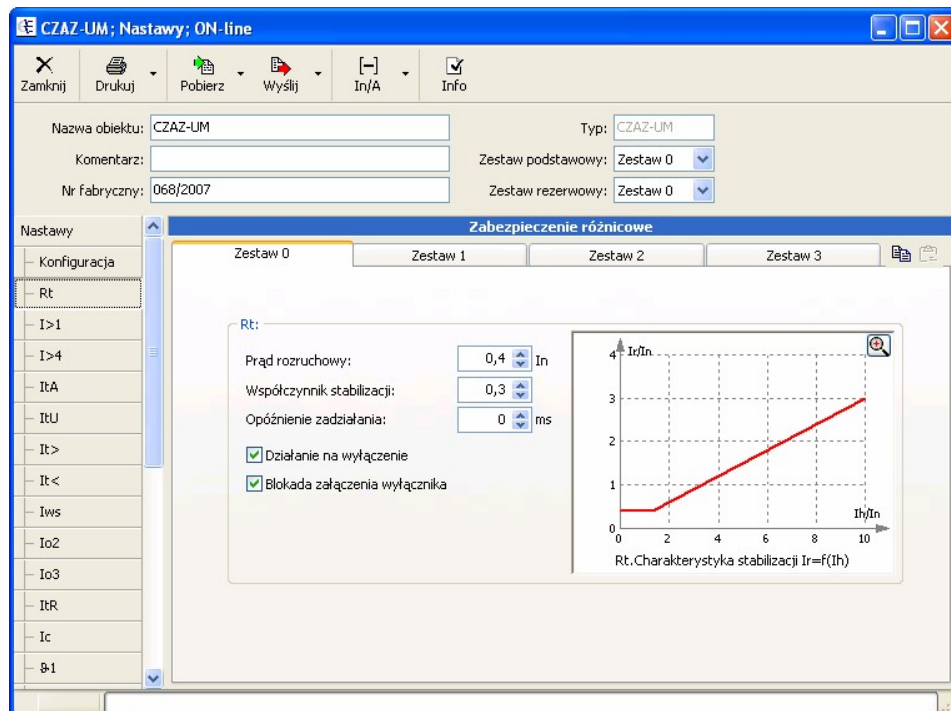 CZAZ-UM; Nastawy; ON-line
Zamknij Drukuj Pobierz Wyślij In/A Info
Nazwa obiektu: CZAZ-UM Typ: CZAZ-UM
Komentarz: Zestaw podstawowy: Zestaw 0
Nr fabryczny: 068/2007 Zestaw rezerwowy: Zestaw 0
Nastawy
Konfiguracja
Rt
I>1
I>4
ItA
ItU
It>
It<
Iws
Io2
Io3
ItR
Ic
ϑ1
Zabezpieczenie różnicowe
Zestaw 0 Zestaw 1 Zestaw 2 Zestaw 3
Rt:
Prąd rozruchowy: 0,4 In
Współczynnik stabilizacji: 0,3
Opóźnienie zadziałania: 0 ms
Działanie na wyłączenie
Blokada załączenia wyłącznika
Ir/In
4
3
2
1
0
Ih/In
0 2 4 6 8 10
Rt.Charakterystyka stabilizacji Ir=f(Ih)